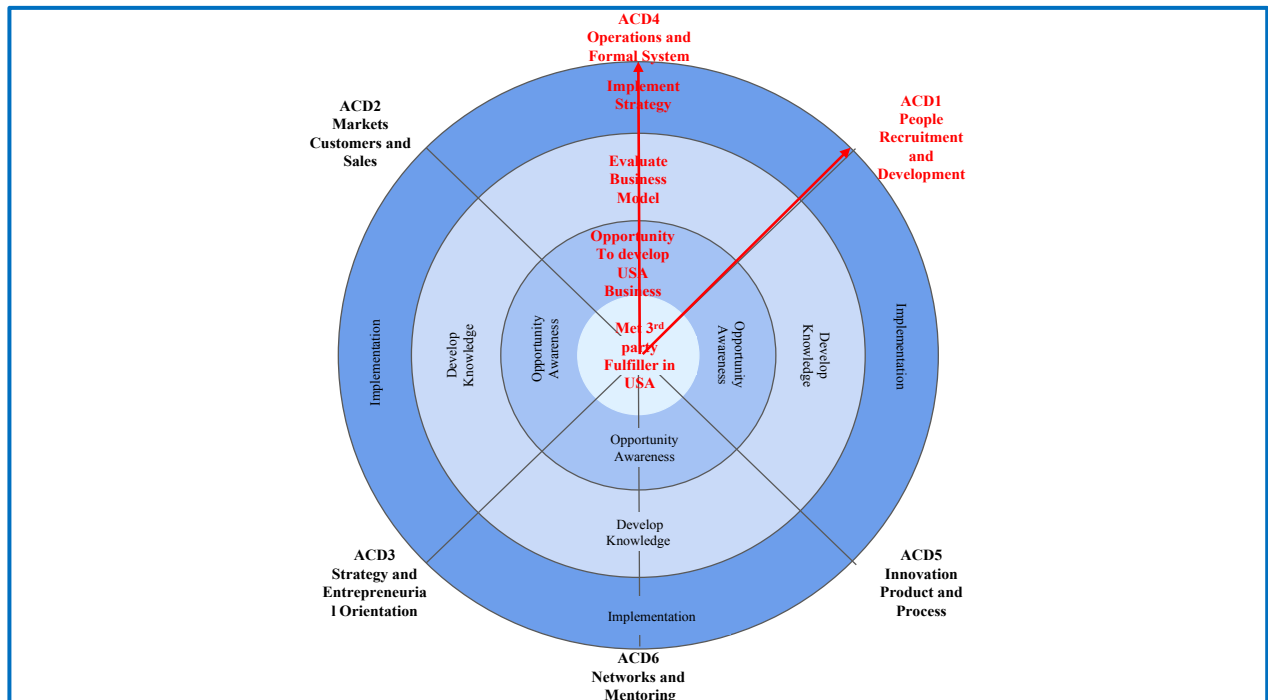 ACD4
Operations and
Formal System
Implement
Strategy
ACD2
Markets
Customers and
Sales
ACD1
People
Recruitment
and
Development
Evaluate
Business
Model
Opportunity
To develop
USA
Business
Met 3rd
party
Fulfiller in
USA
Implementation
Develop
Knowledge
Opportunity
Awareness
Opportunity
Awareness
Develop
Knowledge
Implementation
Opportunity
Awareness
Develop
Knowledge
Implementation
ACD3
Strategy and
Entrepreneuria
l Orientation
ACD5
Innovation
Product and
Process
ACD6
Networks and
Mentoring